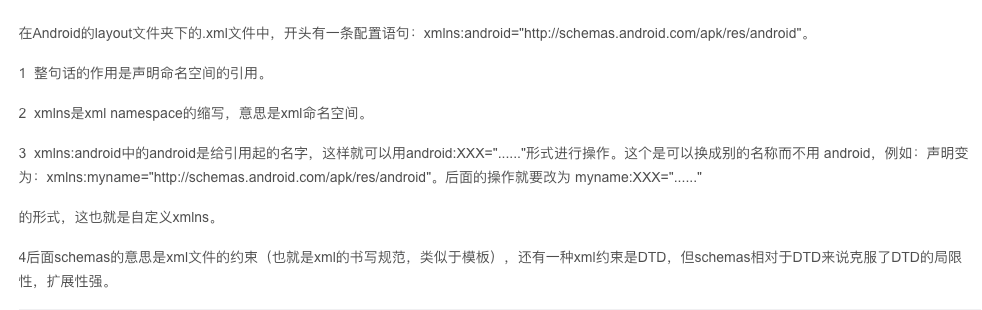 在Android的layout文件夹下的.xml文件中，开头有一条配置语句：xmlns:android="http://schemas.android.com/apk/res/android"。
1  整句话的作用是声明命名空间的引用。
2  xmlns是xml namespace的缩写，意思是xml命名空间。
3  xmlns:android中的android是给引用起的名字，这样就可以用android:XXX="......"形式进行操作。这个是可以换成别的名称而不用 android，例如：声明变
为：xmlns:myname="http://schemas.android.com/apk/res/android"。后面的操作就要改为 myname:XXX="......"
的形式，这也就是自定义xmlns。
4后面schemas的意思是xml文件的约束（也就是xml的书写规范，类似于模板），还有一种xml约束是DTD，但schemas相对于DTD来说克服了DTD的局限
性，扩展性强。